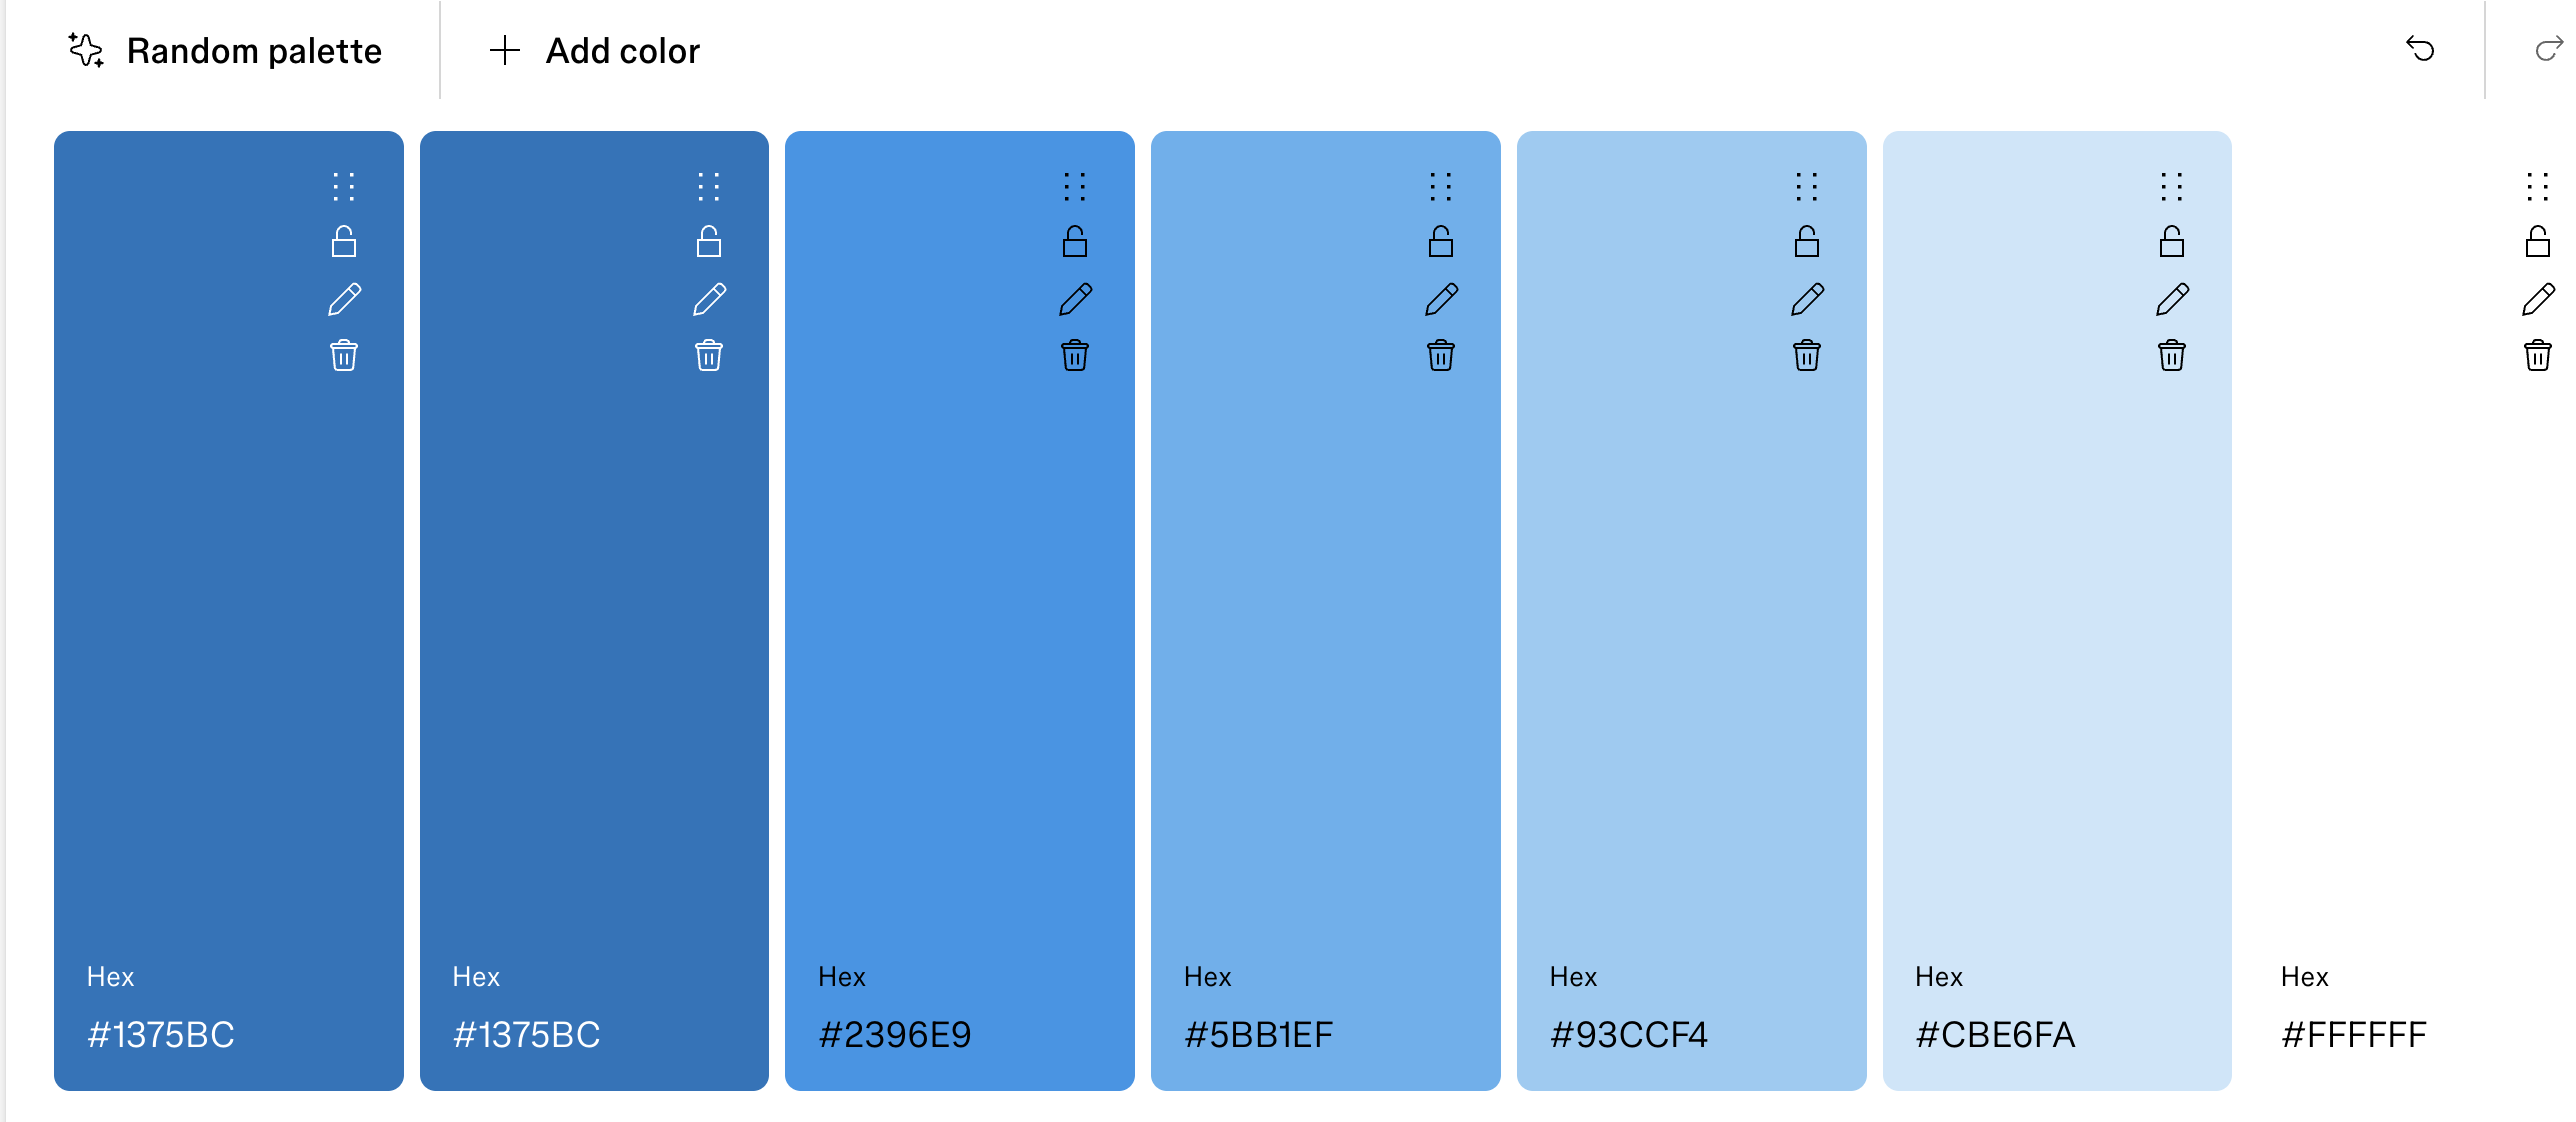 Random palette
Add color
Hex
#1375BC
Hex
#1375BC
Hex
#2396E9
Hex
#5BB1EF
Hex
#93CCF4
Hex
#CBE6FA
Hex
#FFFFFF